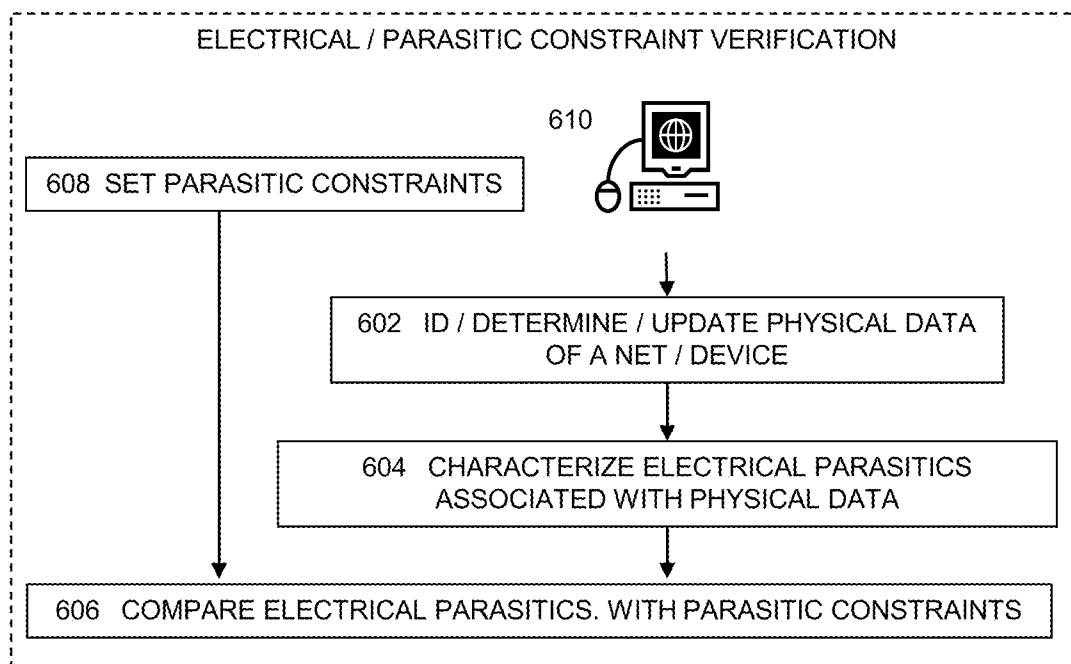 ELECTRICAL / PARASITIC CONSTRAINT VERIFICATION
610
608 SET PARASITIC CONSTRAINTS
602 ID / DETERMINE / UPDATE PHYSICAL DATA
OF A NET / DEVICE
604 CHARACTERIZE ELECTRICAL PARASITICS
ASSOCIATED WITH PHYSICAL DATA
606 COMPARE ELECTRICAL PARASITICS. WITH PARASITIC CONSTRAINTS